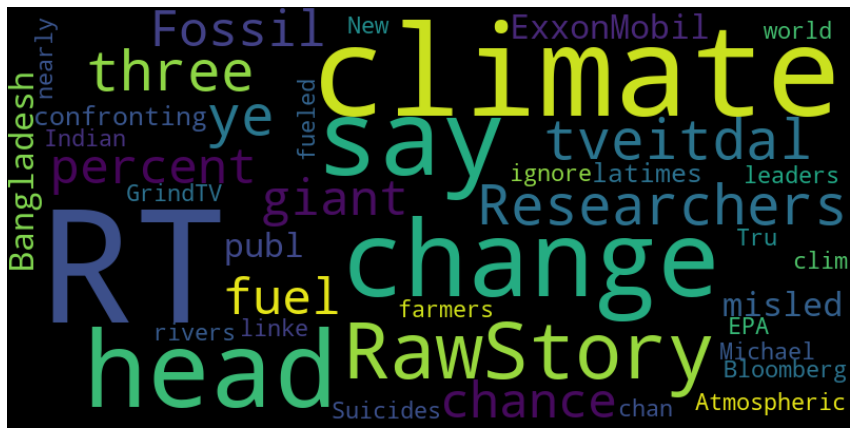 New
Fossil
ExxonMobil
climate
world
nearly
three
fueled
confronting
ye
say
tveitdal
Bangladesh
Indian
percent
ignore
latimes
leaders
GrindTV
giant
Researchers
RT
publ
change
Tru
clim
fuel
farmers
misled
rivers
linke
EPA
head
RawStory
Michael
Bloomberg
Suicides
chance
chan
Atmospheric